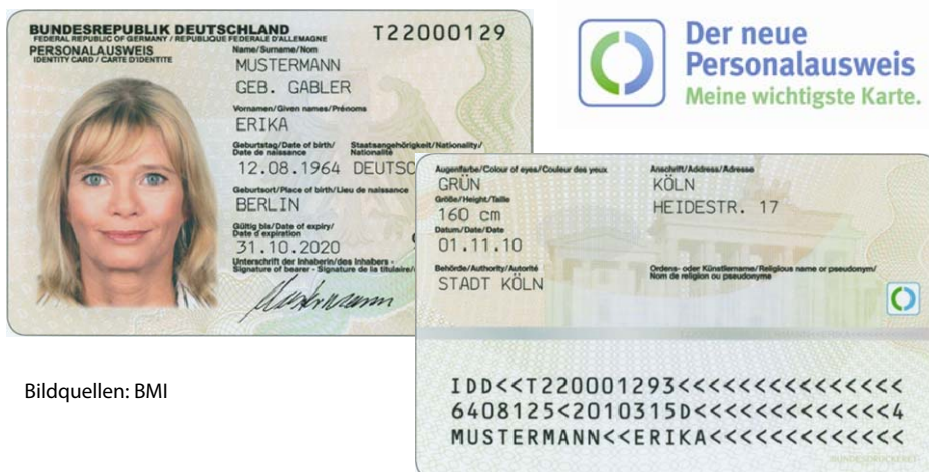 BUNDESREPUBLIK DEUTSCHLAND
FEDERAL REPUBLIC OF GERMANY / REPUBLIQUE FEDERALE D'ALLEMAGNE
PERSONALAUSWEIS
IDENTITY CARD / CARTE D'IDENTITE
T22000129
Name/Surname/Nom
MUSTERMANN
GEB. GABLER
Vornamen/Given names/Prénoms
ERIKA
Geburtstag/Date of birth/
Date de naissance
Staatsangehörigkeit/Nationality/
Nationalité
12.08.1964 DEUTSC
Geburtsort/Place of birth/Lieu de naissance
BERLIN
Gültig bis/Date of expiry/
Date d'expiration
31.10.2020
Unterschrift der Inhaberin/des Inhabers -
Signature of bearer - Signature de la titulaire/
Mustermann
Der neue
Personalausweis
Meine wichtigste Karte.
Augenfarbe/Colour of eyes/Couleur des yeux
GRÜN
Größe/Height/Taille
160 cm
Datum/Date/Date
01.11.10
Behörde/Authority/Autorité
STADT KÖLN
Anschrift/Address/Adresse
KÖLN
HEIDESTR. 17
Ordens- oder Künstlername/Religious name or pseudonym/
Nom de religion ou pseudonyme
IDD<<T220001293<<<<<<<<<<<<<<<
6408125<2010315D<<<<<<<<<<<<<4
MUSTERMANN<<ERIKA<<<<<<<<<<<<<
BUNDESDRUCKEREI
Bildquellen: BMI